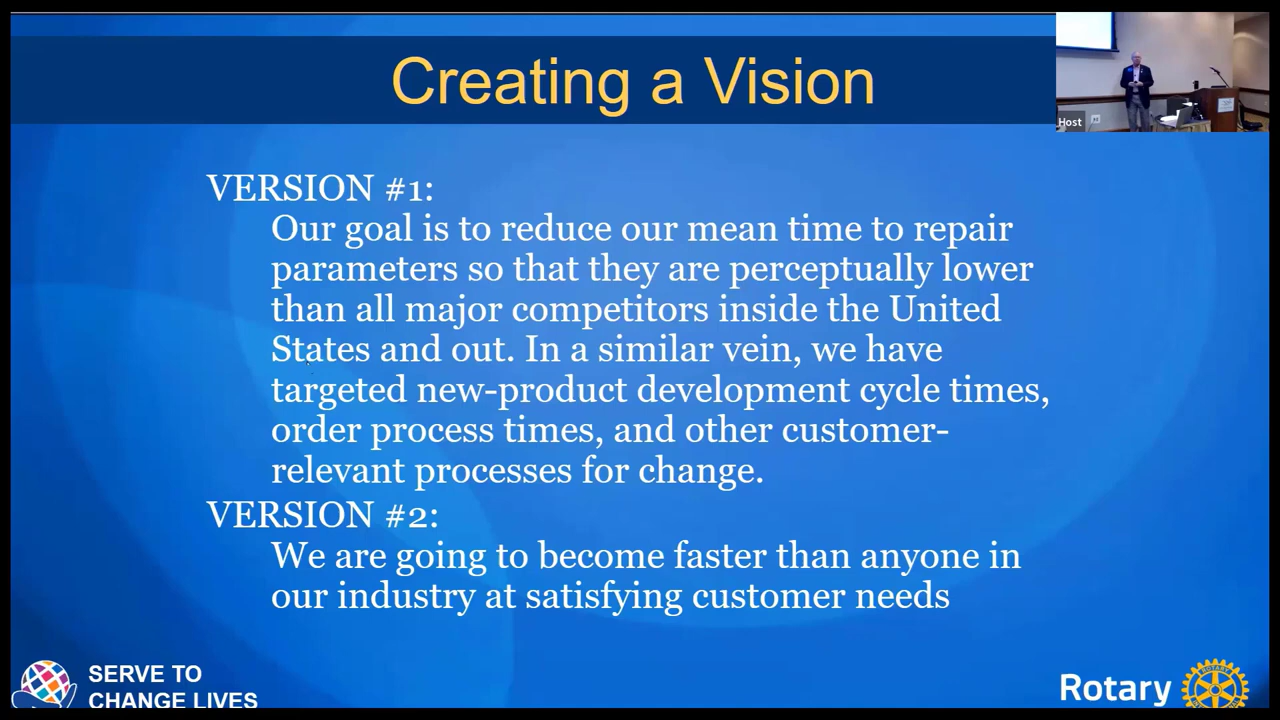 Creating a Vision
Host
VERSION #1:
Our goal is to reduce our mean time to repair
parameters so that they are perceptually lower
than all major competitors inside the United
States and out. In a similar vein, we have
targeted new-product development cycle times,
order process times, and other customer-
relevant processes for change.
VERSION #2:
We are going to become faster than anyone in
our industry at satisfying customer needs
SERVE TO
CHANGE LIVES
Rotary